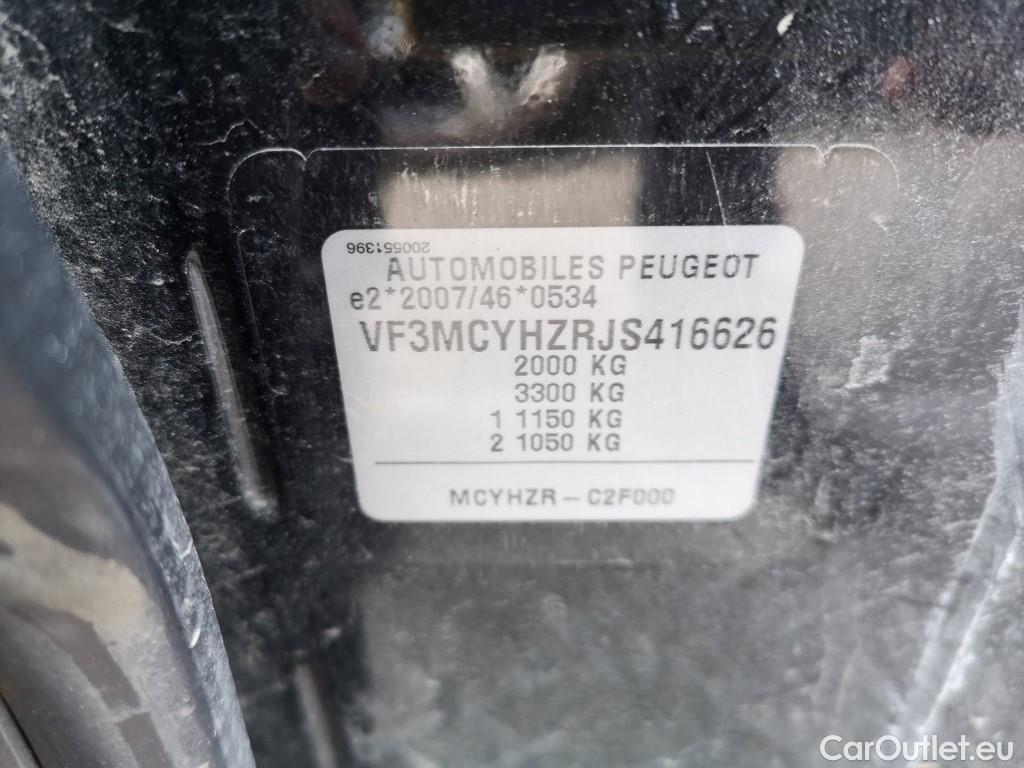 200551396
AUTOMOBILES PEUGEOT
e2*2007/46*0534
VF3MCYHZRJS416626
2000 KG
3300 KG
1 1150 KG
2 1050 KG
MCYHZR – C2F000
CarOutlet.eu